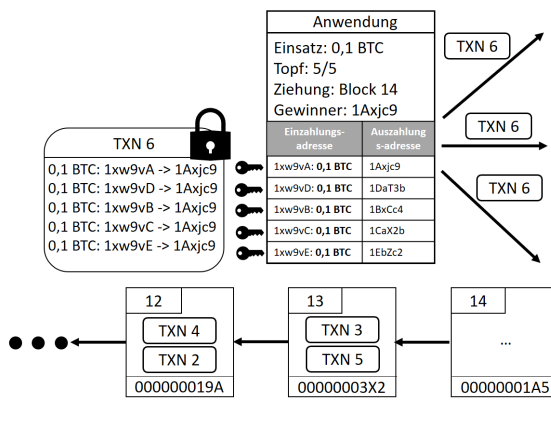 Anwendung
Einsatz: 0,1 BTC
Topf: 5/5
Ziehung: Block 14
Gewinner: 1Axjc9
Einzahlungs-
adresse
Auszahlung
s-adresse
1xw9vA: 0,1 BTC 1Axjc9
1xw9vD: 0,1 BTC 1DaT3b
1xw9vB: 0,1 BTC 1BxCc4
1xw9vC: 0,1 BTC 1CaX2b
1xw9vE: 0,1 BTC 1EbZc2
TXN 6
0,1 BTC: 1xw9vA -> 1Axjc9
0,1 BTC: 1xw9vD -> 1Axjc9
0,1 BTC: 1xw9vB -> 1Axjc9
0,1 BTC: 1xw9vC -> 1Axjc9
0,1 BTC: 1xw9vE -> 1Axjc9
TXN 6
TXN 6
TXN 6
12
TXN 4
TXN 2
000000019A
13
TXN 3
TXN 5
00000003X2
14
...
00000001A5